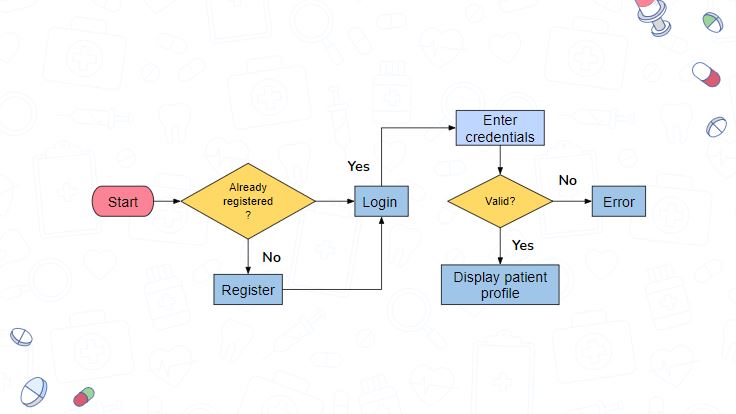 Start
Already
registered
?
Yes
No
Register
Login
Enter
credentials
Valid?
No
Error
Yes
Display patient
profile